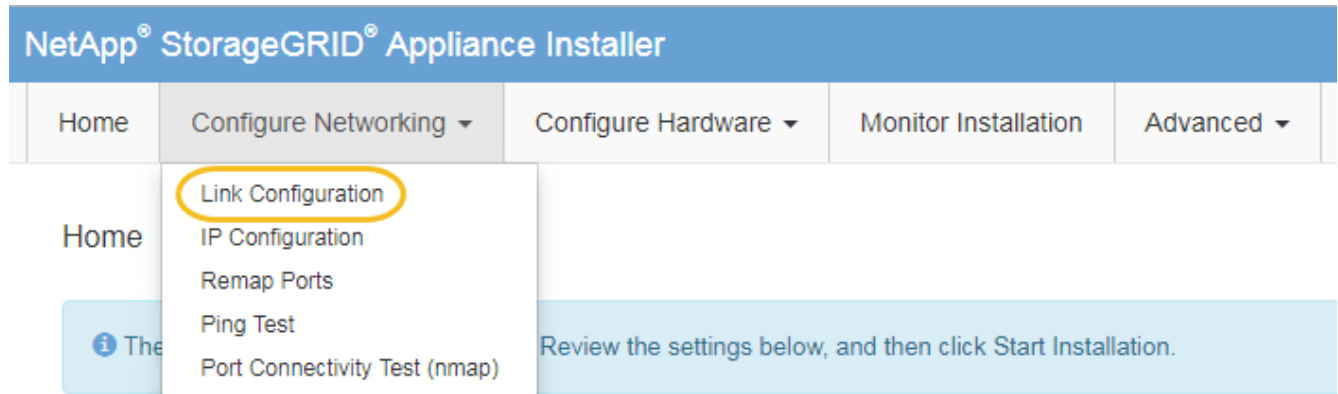 NetApp® StorageGRID® Appliance Installer
Home Configure Networking Configure Hardware Monitor Installation Advanced
Link Configuration
Home IP Configuration
Remap Ports
Ping Test
The Review the settings below, and then click Start Installation.
Port Connectivity Test (nmap)